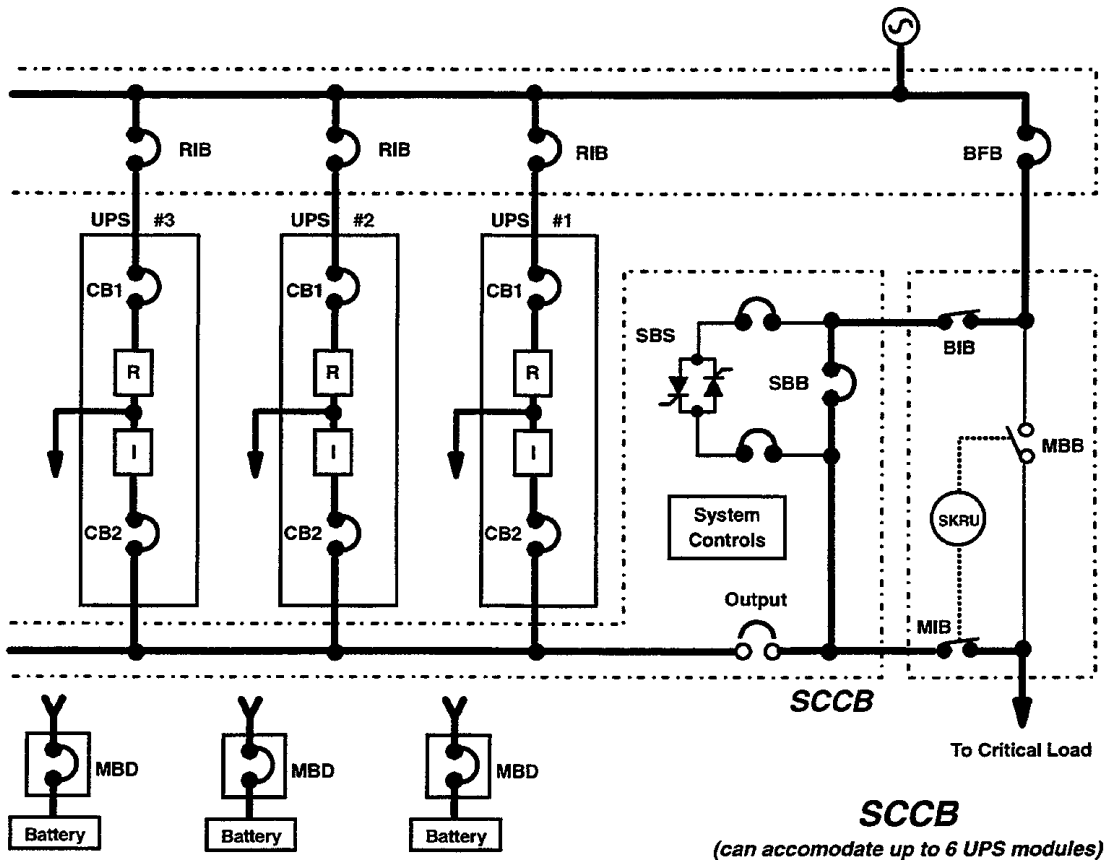 RIB
RIB
RIB
BFB
UPS #3
UPS #2
UPS #1
CB1
CB1
CB1
SBS
SBB
BIB
R
R
R
MBB
I
I
I
System
Controls
SKRU
CB2
CB2
CB2
Output
MIB
SCCB
MBD
MBD
MBD
To Critical Load
Battery
Battery
Battery
SCCB
(can accomodate up to 6 UPS modules)